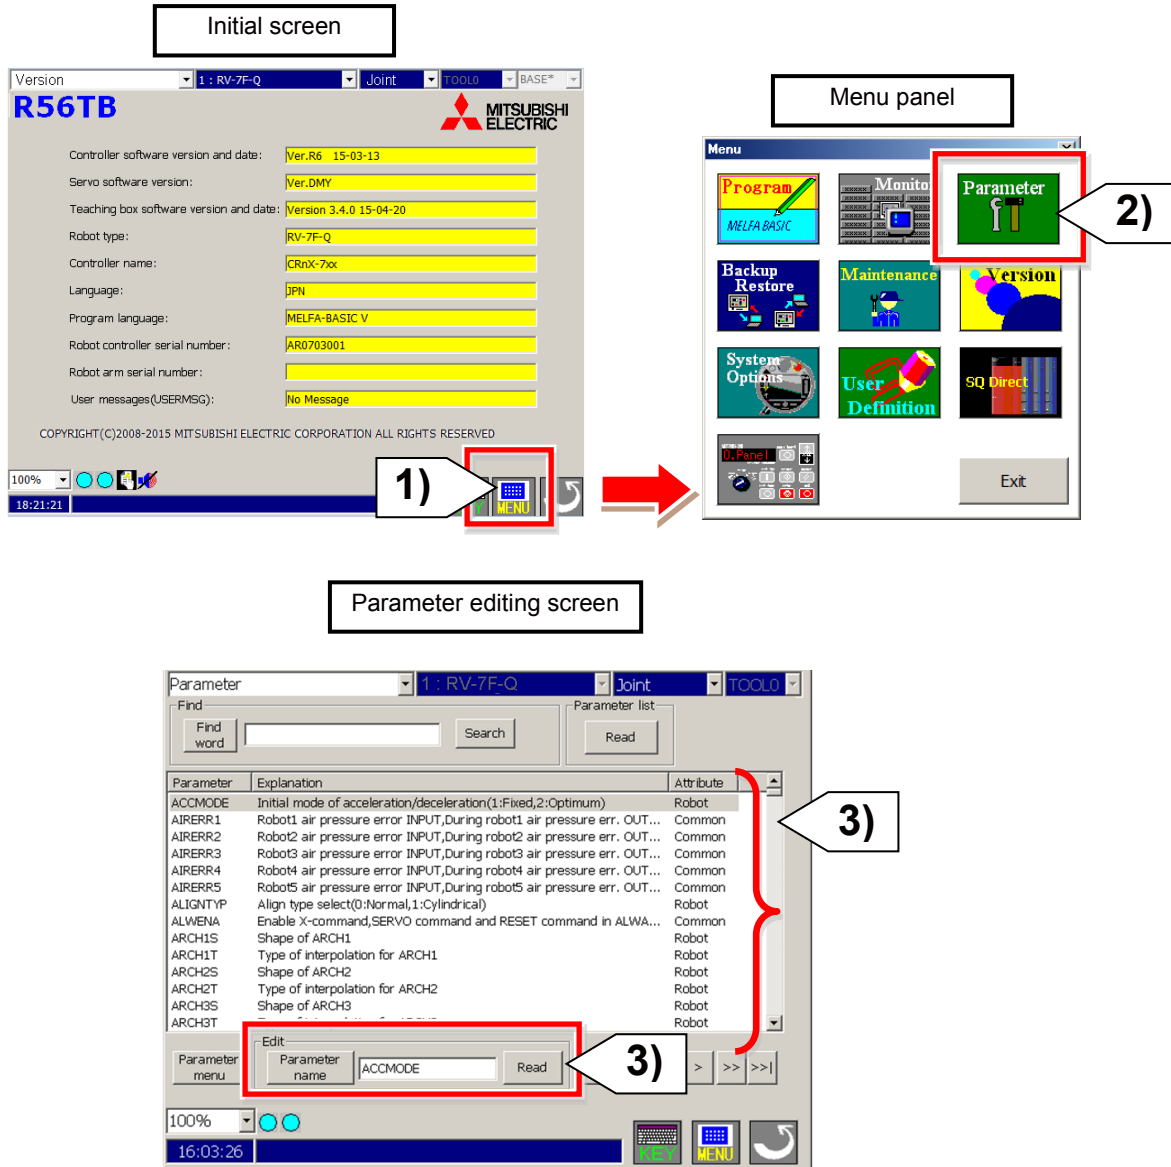 Initial screen
Version
1 : RV-7F-Q
Joint
TOOL0
BASE*
R56TB
MITSUBISHI
ELECTRIC
Controller software version and date:
Ver.R6 15-03-13
Servo software version:
Ver.DMY
Teaching box software version and date:
Version 3.4.0 15-04-20
Robot type:
RV-7F-Q
Controller name:
CRnX-7xx
Language:
JPN
Program language:
MELFA-BASIC V
Robot controller serial number:
AR0703001
Robot arm serial number:
User messages(USERMSG):
No Message
COPYRIGHT(C)2008-2015 MITSUBISHI ELECTRIC CORPORATION ALL RIGHTS RESERVED
100%
18:21:21
1)
MENU
Menu panel
Menu
Program
MELFA BASIC
Monito
Parameter
2)
Backup
Restore
Maintenance
Version
System
Options
User
Definition
SQ Direct
O.Panel
Exit
Parameter editing screen
Parameter
1 : RV-7F-Q
Joint
TOOL0
Find
Find
word
Search
Parameter list
Read
Parameter Explanation Attribute
ACCMODE Initial mode of acceleration/deceleration(1:Fixed,2:Optimum) Robot
AIRERR1 Robot1 air pressure error INPUT,During robot1 air pressure err. OUT... Common
AIRERR2 Robot2 air pressure error INPUT,During robot2 air pressure err. OUT... Common
AIRERR3 Robot3 air pressure error INPUT,During robot3 air pressure err. OUT... Common
AIRERR4 Robot4 air pressure error INPUT,During robot4 air pressure err. OUT... Common
AIRERR5 Robot5 air pressure error INPUT,During robot5 air pressure err. OUT... Common
ALIGNTYP Align type select(0:Normal,1:Cylindrical) Robot
ALWENA Enable X-command,SERVO command and RESET command in ALWA... Common
ARCH1S Shape of ARCH1 Robot
ARCH1T Type of interpolation for ARCH1 Robot
ARCH2S Shape of ARCH2 Robot
ARCH2T Type of interpolation for ARCH2 Robot
ARCH3S Shape of ARCH3 Robot
ARCH3T Robot
3)
Parameter
menu
Edit
Parameter
name
ACCMODE
Read
3)
> >> >>|
100%
16:03:26
KEY
MENU